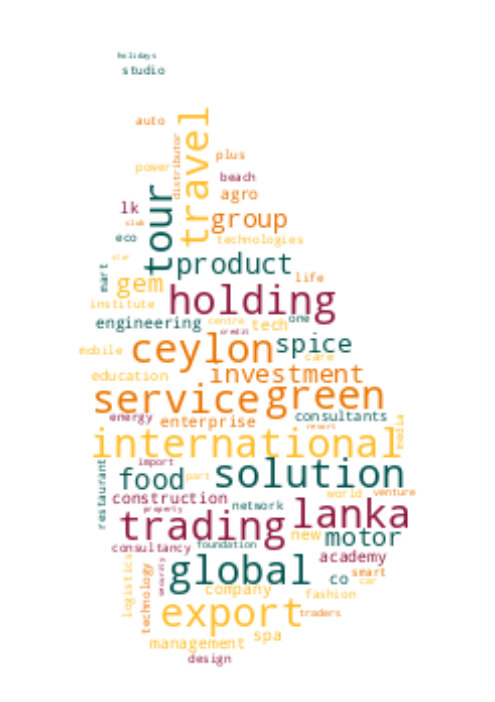 holidays
studio
auto
travel
distributor
plus
power
beach
tour
agro
lk
group
club
eco
technologies
star
product
mart
gem
life
holding
institute
engineering
centre
tech
one
credit
ceylon
spice
mobile
care
education
investment
service
green
energy
enterprise
consultants
resort
media
international
import
solution
restaurant
food
part
construction
world
venture
property
network
lanka
trading
new
motor
consultancy
foundation
academy
global
smart
co
car
logistics
technology
security
company
fashion
export
traders
spa
management
design